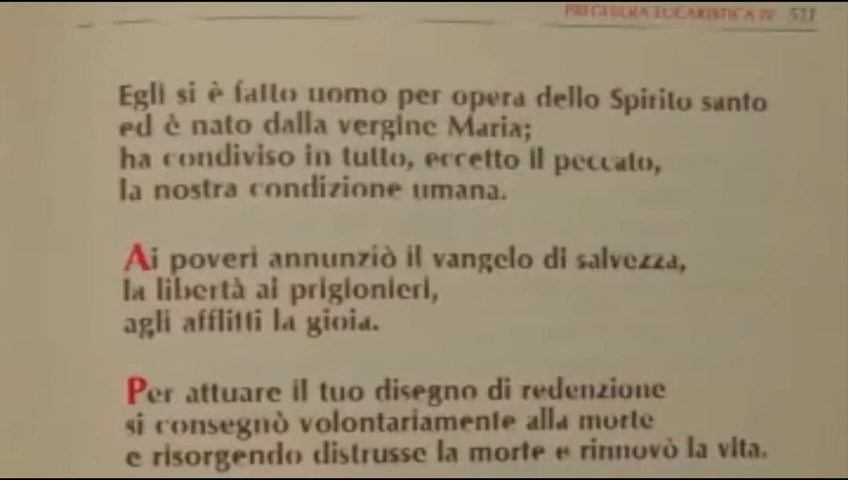 PREGHIERA EUCARISTICA IV 521
Egli si è fatto uomo per opera dello Spirito santo
ed è nato dalla vergine Maria;
ha condiviso in tutto, eccetto il peccato,
la nostra condizione umana.
Ai poveri annunziò il vangelo di salvezza,
la libertà ai prigionieri,
agli afflitti la gioia.
Per attuare il tuo disegno di redenzione
si consegnò volontariamente alla morte
e risorgendo distrusse la morte e rinnovò la vita.